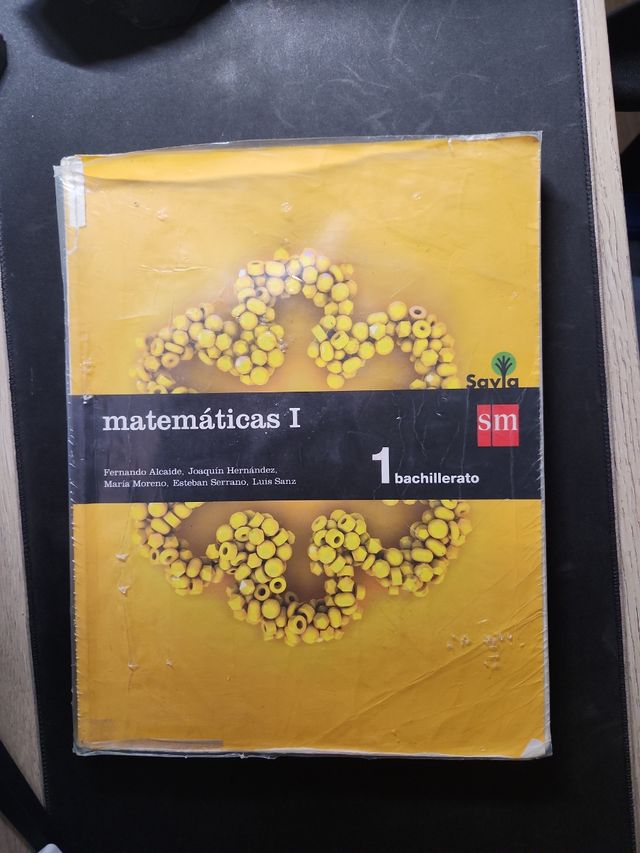 Savia
matemáticas I
sm
Fernando Alcaide, Joaquín Hernández,
María Moreno, Esteban Serrano, Luis Sanz
1 bachillerato